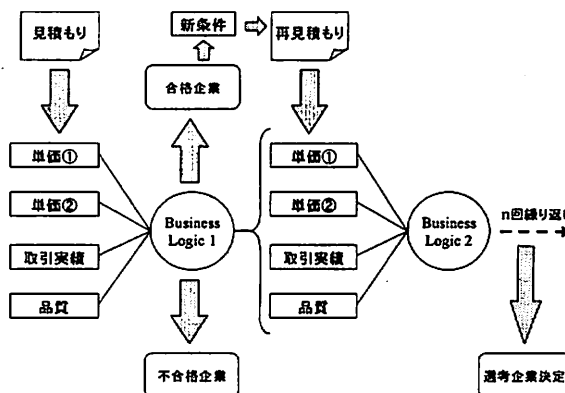 見積もり
新条件
再見積もり
合格企業
単価①
単価②
取引実績
品質
Business
Logic 1
単価①
単価②
取引実績
品質
Business
Logic 2
n回繰り返し
不合格企業
選考企業決定